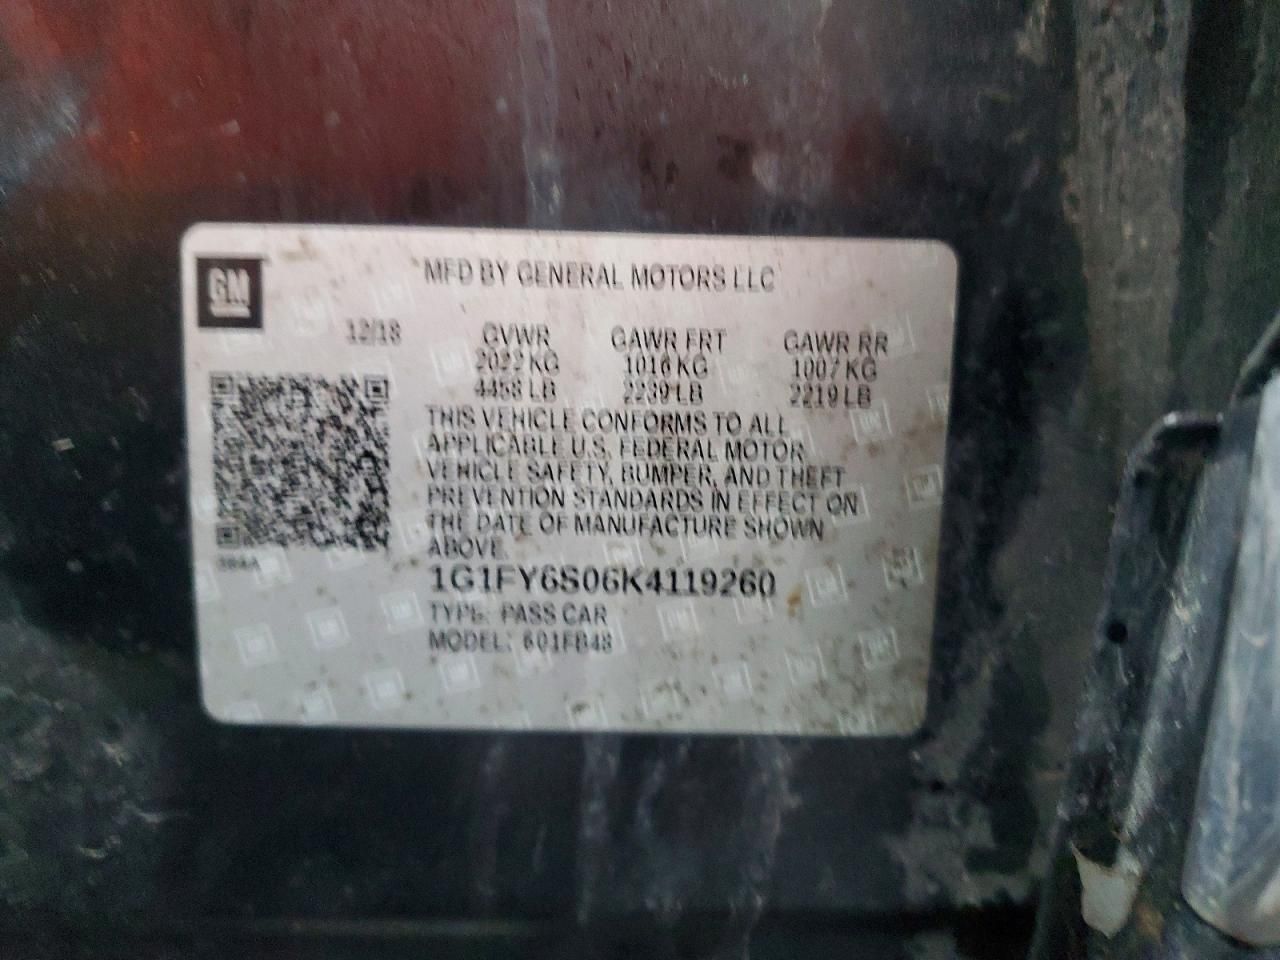 GM
MFD BY GENERAL MOTORS LLC
12/18 GVWR GAWR FRT GAWR RR
2022 KG 1016 KG 1007 KG
4458 LB 2239 LB 2219 LB
THIS VEHICLE CONFORMS TO ALL
APPLICABLE U.S. FEDERAL MOTOR
VEHICLE SAFETY, BUMPER, AND THEFT
PREVENTION STANDARDS IN EFFECT ON
THE DATE OF MANUFACTURE SHOWN
ABOVE.
1G1FY6S06K4119260
TYPE: PASS CAR
MODEL: 601FB48